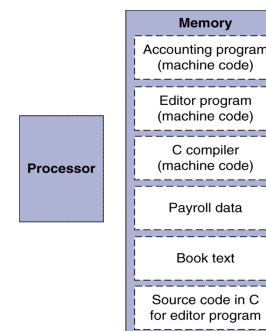 Memory
Accounting program
(machine code)
Editor program
(machine code)
C compiler
(machine code)
Processor
Payroll data
Book text
Source code in C
for editor program